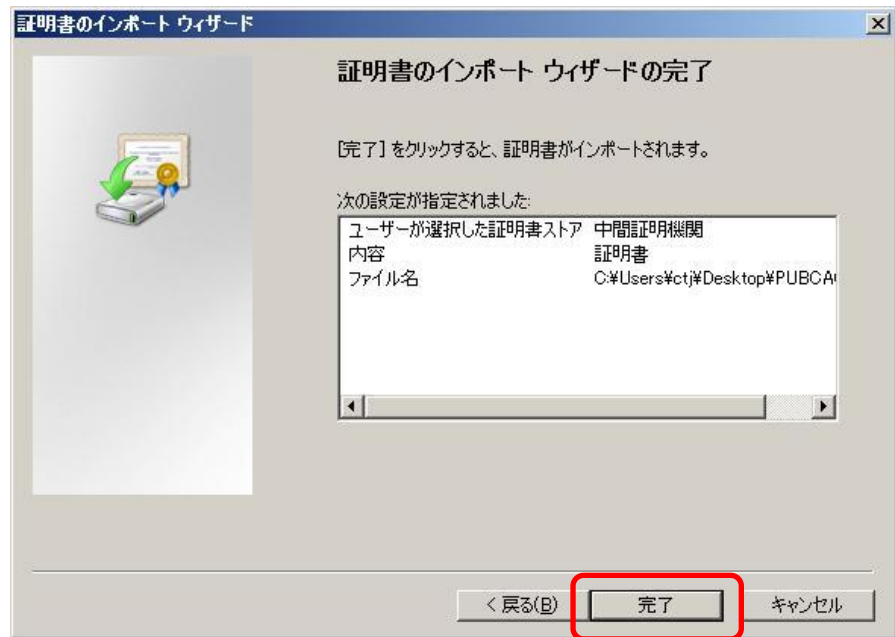 証明書のインポート ウィザード
証明書のインポート ウィザードの完了
[完了] をクリックすると、証明書がインポートされます。
次の設定が指定されました:
ユーザーが選択した証明書ストア 中間証明機関
内容 証明書
ファイル名 C:¥Users¥ctj¥Desktop¥PUBCA
< 戻る(B) 完了 キャンセル